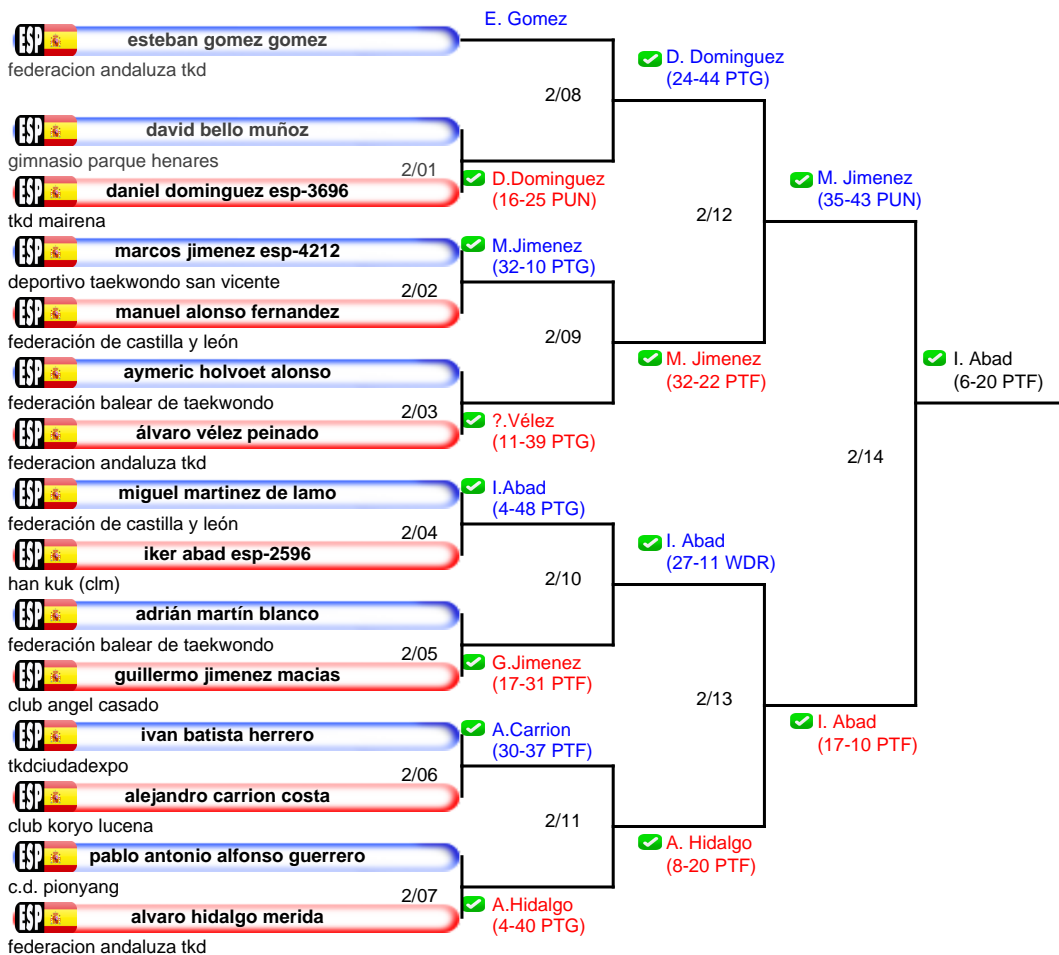 ESP esteban gomez gomez
federacion andaluza tkd
ESP david bello muñoz
gimnasio parque henares
2/01
ESP daniel dominguez esp-3696
tkd mairena
ESP marcos jimenez esp-4212
deportivo taekwondo san vicente
2/02
ESP manuel alonso fernandez
federación de castilla y león
ESP aymeric holvoet alonso
federación balear de taekwondo
2/03
ESP álvaro vélez peinado
federacion andaluza tkd
ESP miguel martinez de lamo
federación de castilla y león
2/04
ESP iker abad esp-2596
han kuk (clm)
ESP adrián martín blanco
federación balear de taekwondo
2/05
ESP guillermo jimenez macias
club angel casado
ESP ivan batista herrero
tkdciudadexpo
2/06
ESP alejandro carrion costa
club koryo lucena
ESP pablo antonio alfonso guerrero
c.d. pionyang
2/07
ESP alvaro hidalgo merida
federacion andaluza tkd
E. Gomez
2/08
D.Dominguez
(16-25 PUN)
M.Jimenez
(32-10 PTG)
2/09
?.Vélez
(11-39 PTG)
I.Abad
(4-48 PTG)
2/10
G.Jimenez
(17-31 PTF)
A.Carrion
(30-37 PTF)
2/11
A.Hidalgo
(4-40 PTG)
D. Dominguez
(24-44 PTG)
2/12
M. Jimenez
(32-22 PTF)
I. Abad
(27-11 WDR)
2/13
A. Hidalgo
(8-20 PTF)
M. Jimenez
(35-43 PUN)
2/14
I. Abad
(17-10 PTF)
I. Abad
(6-20 PTF)